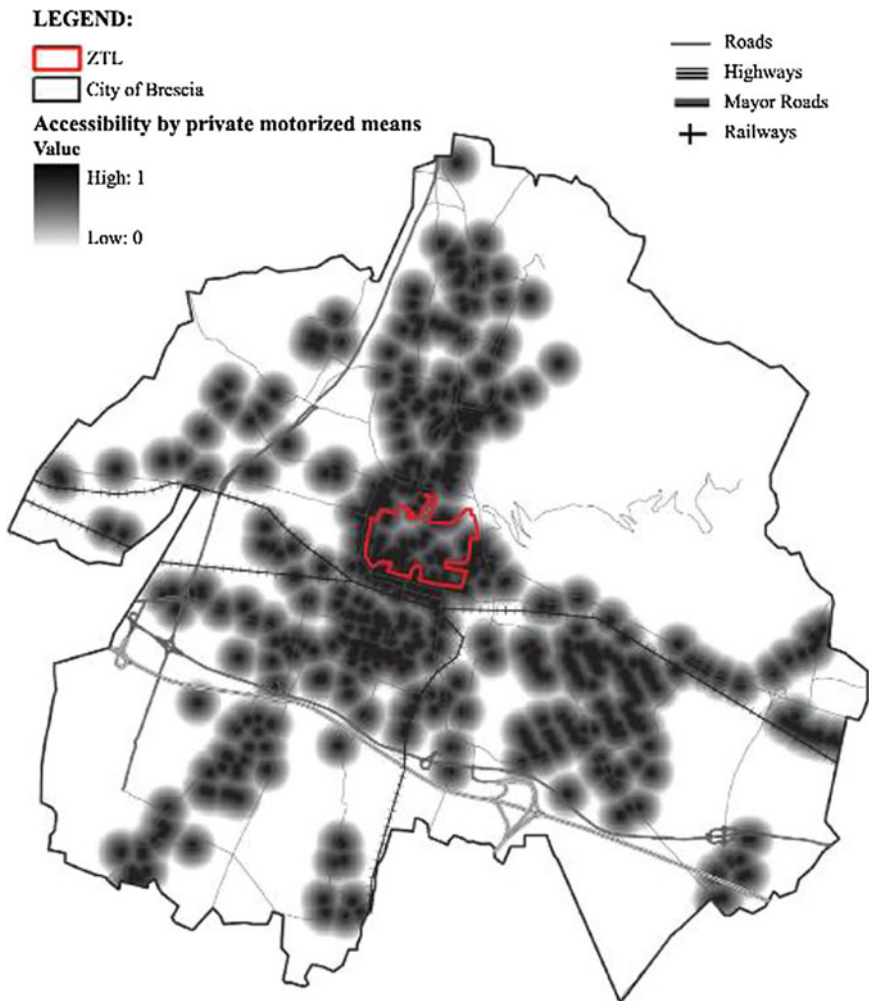 LEGEND:
ZTL
City of Brescia
Accessibility by private motorized means
Value
High: 1
Low: 0
Roads
Highways
Mayor Roads
Railways